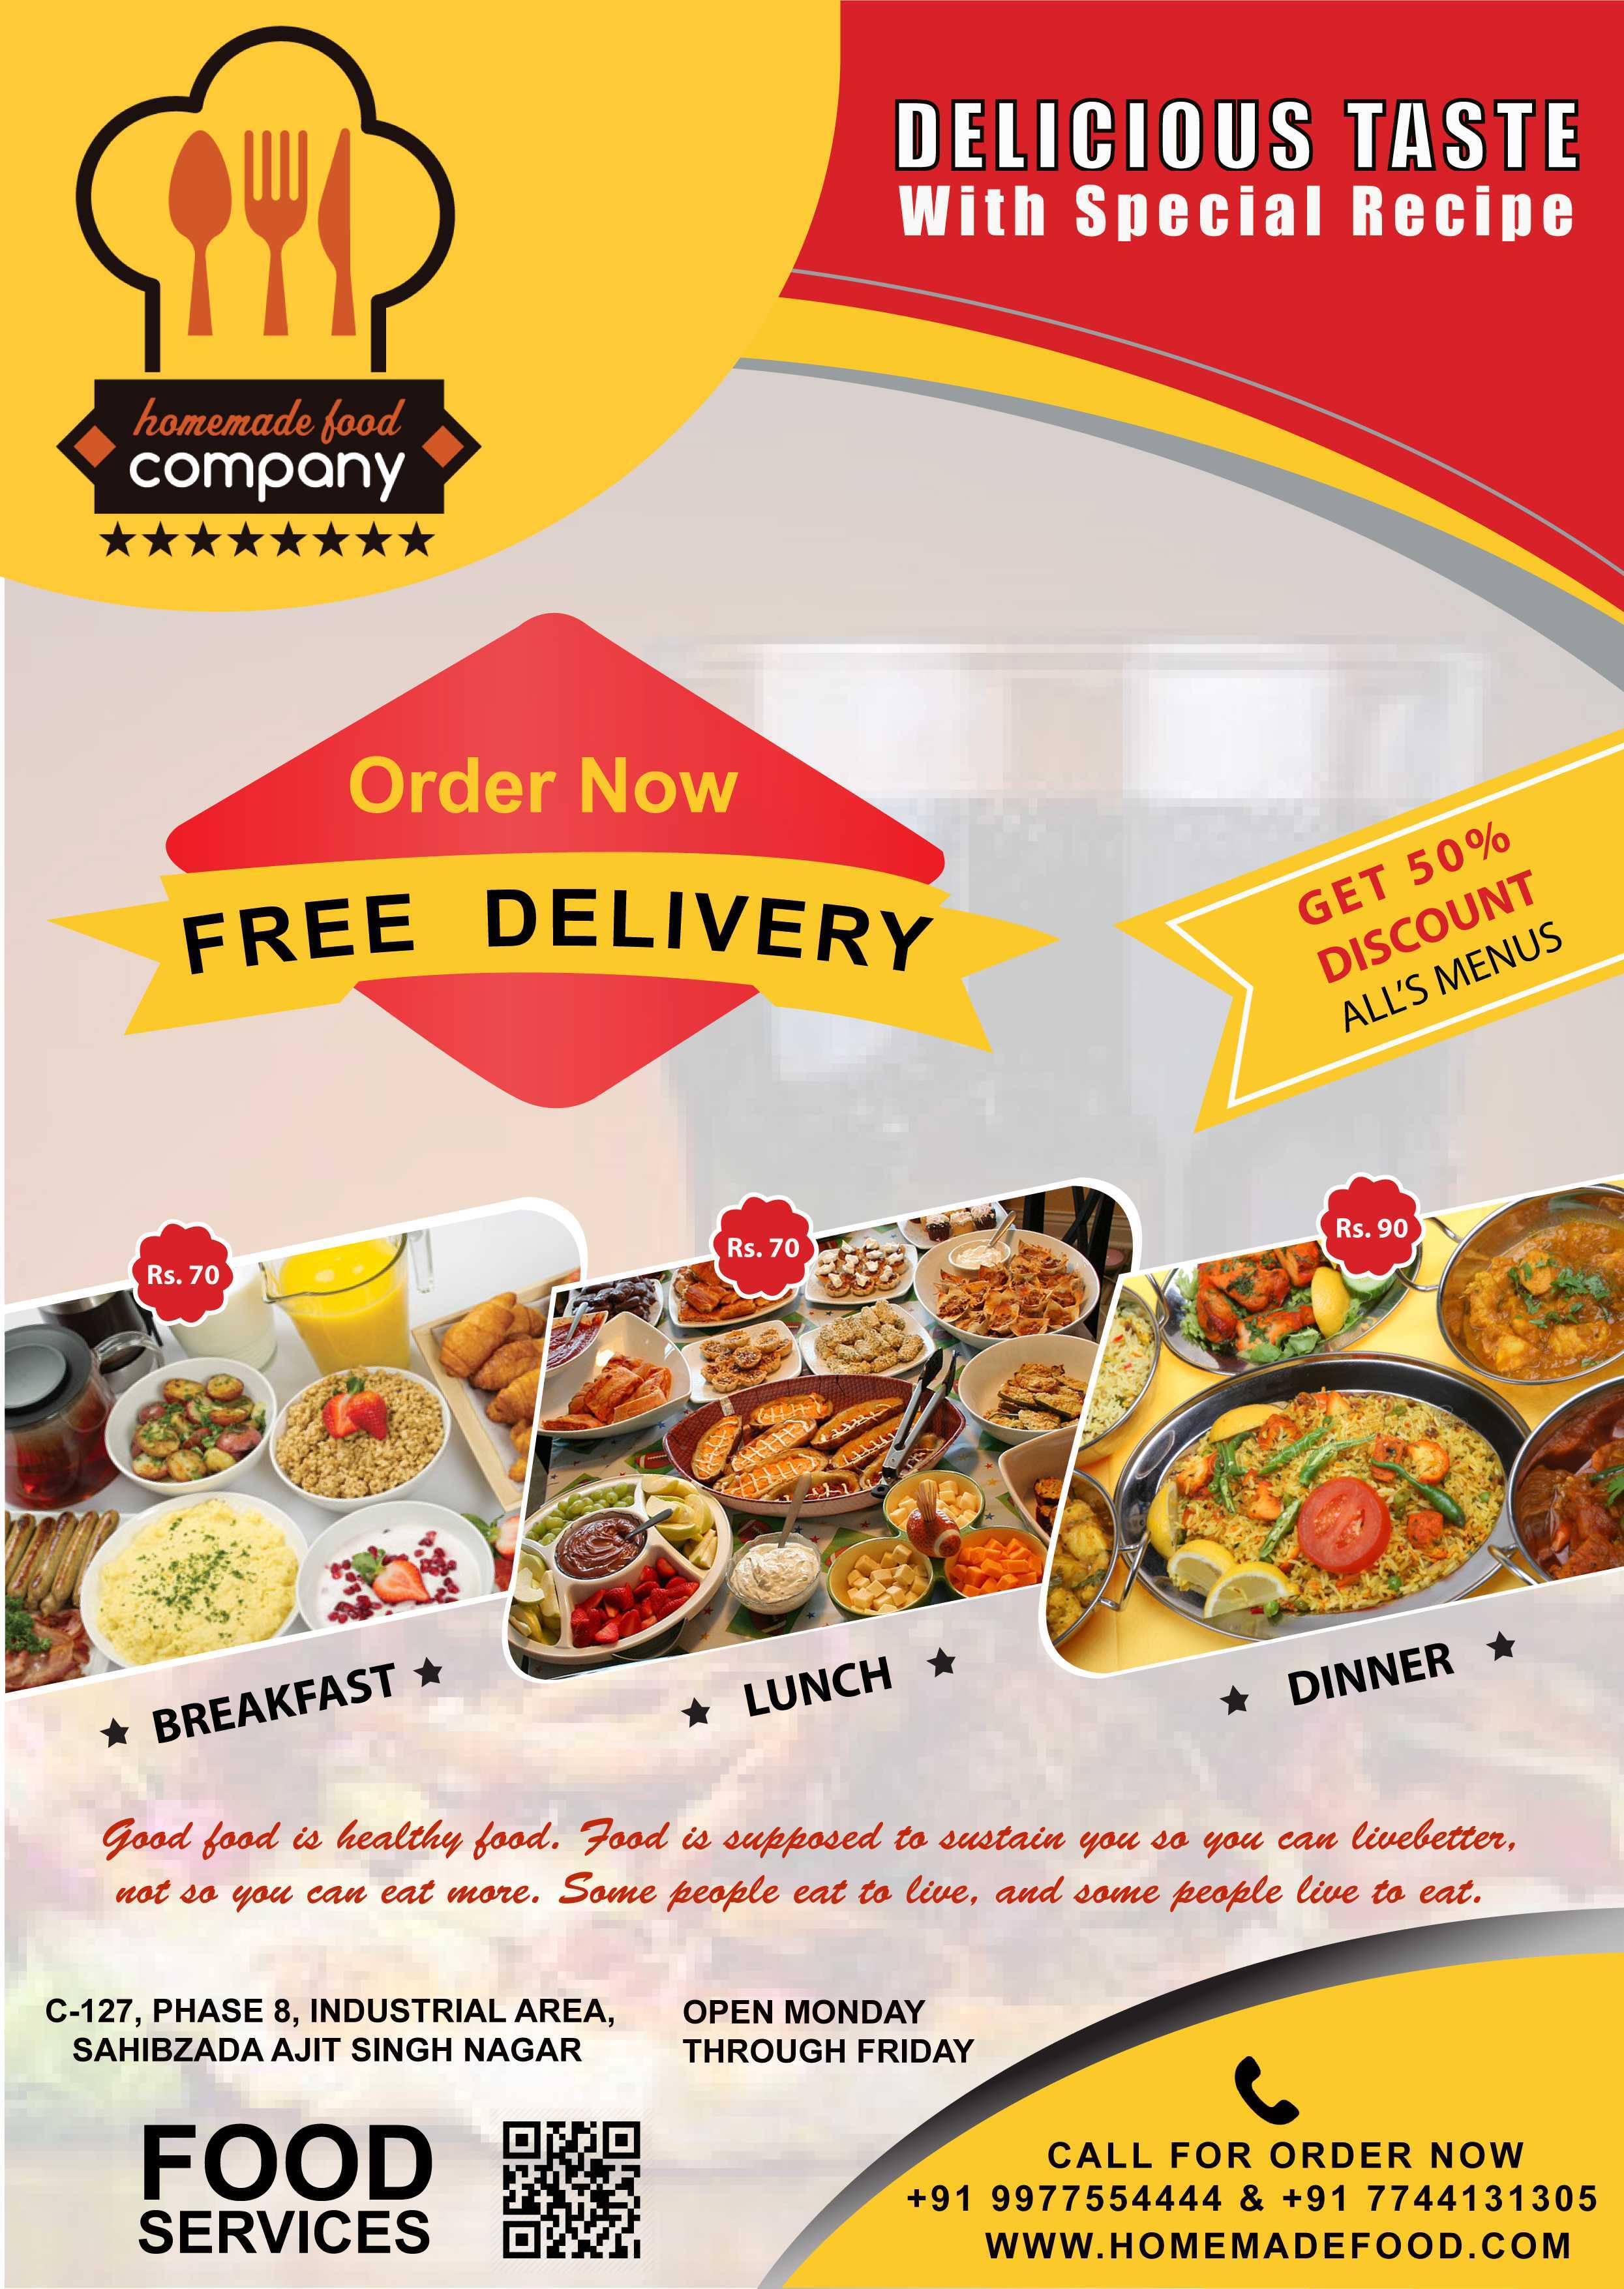 DELICIOUS TASTE
With Special Recipe
homemade food
company
Order Now
FREE DELIVERY
GET 50%
DISCOUNT
ALL'S MENUS
Rs. 70
Rs. 70
Rs. 90
BREAKFAST
LUNCH
DINNER
Good food is healthy food. Food is supposed to sustain you so you can livebetter,
not so you can eat more. Some people eat to live, and some people live to eat.
C-127, PHASE 8, INDUSTRIAL AREA,
SAHIBZADA AJIT SINGH NAGAR
OPEN MONDAY
THROUGH FRIDAY
FOOD
SERVICES
CALL FOR ORDER NOW
+91 9977554444 & +91 7744131305
WWW.HOMEMADEFOOD.COM